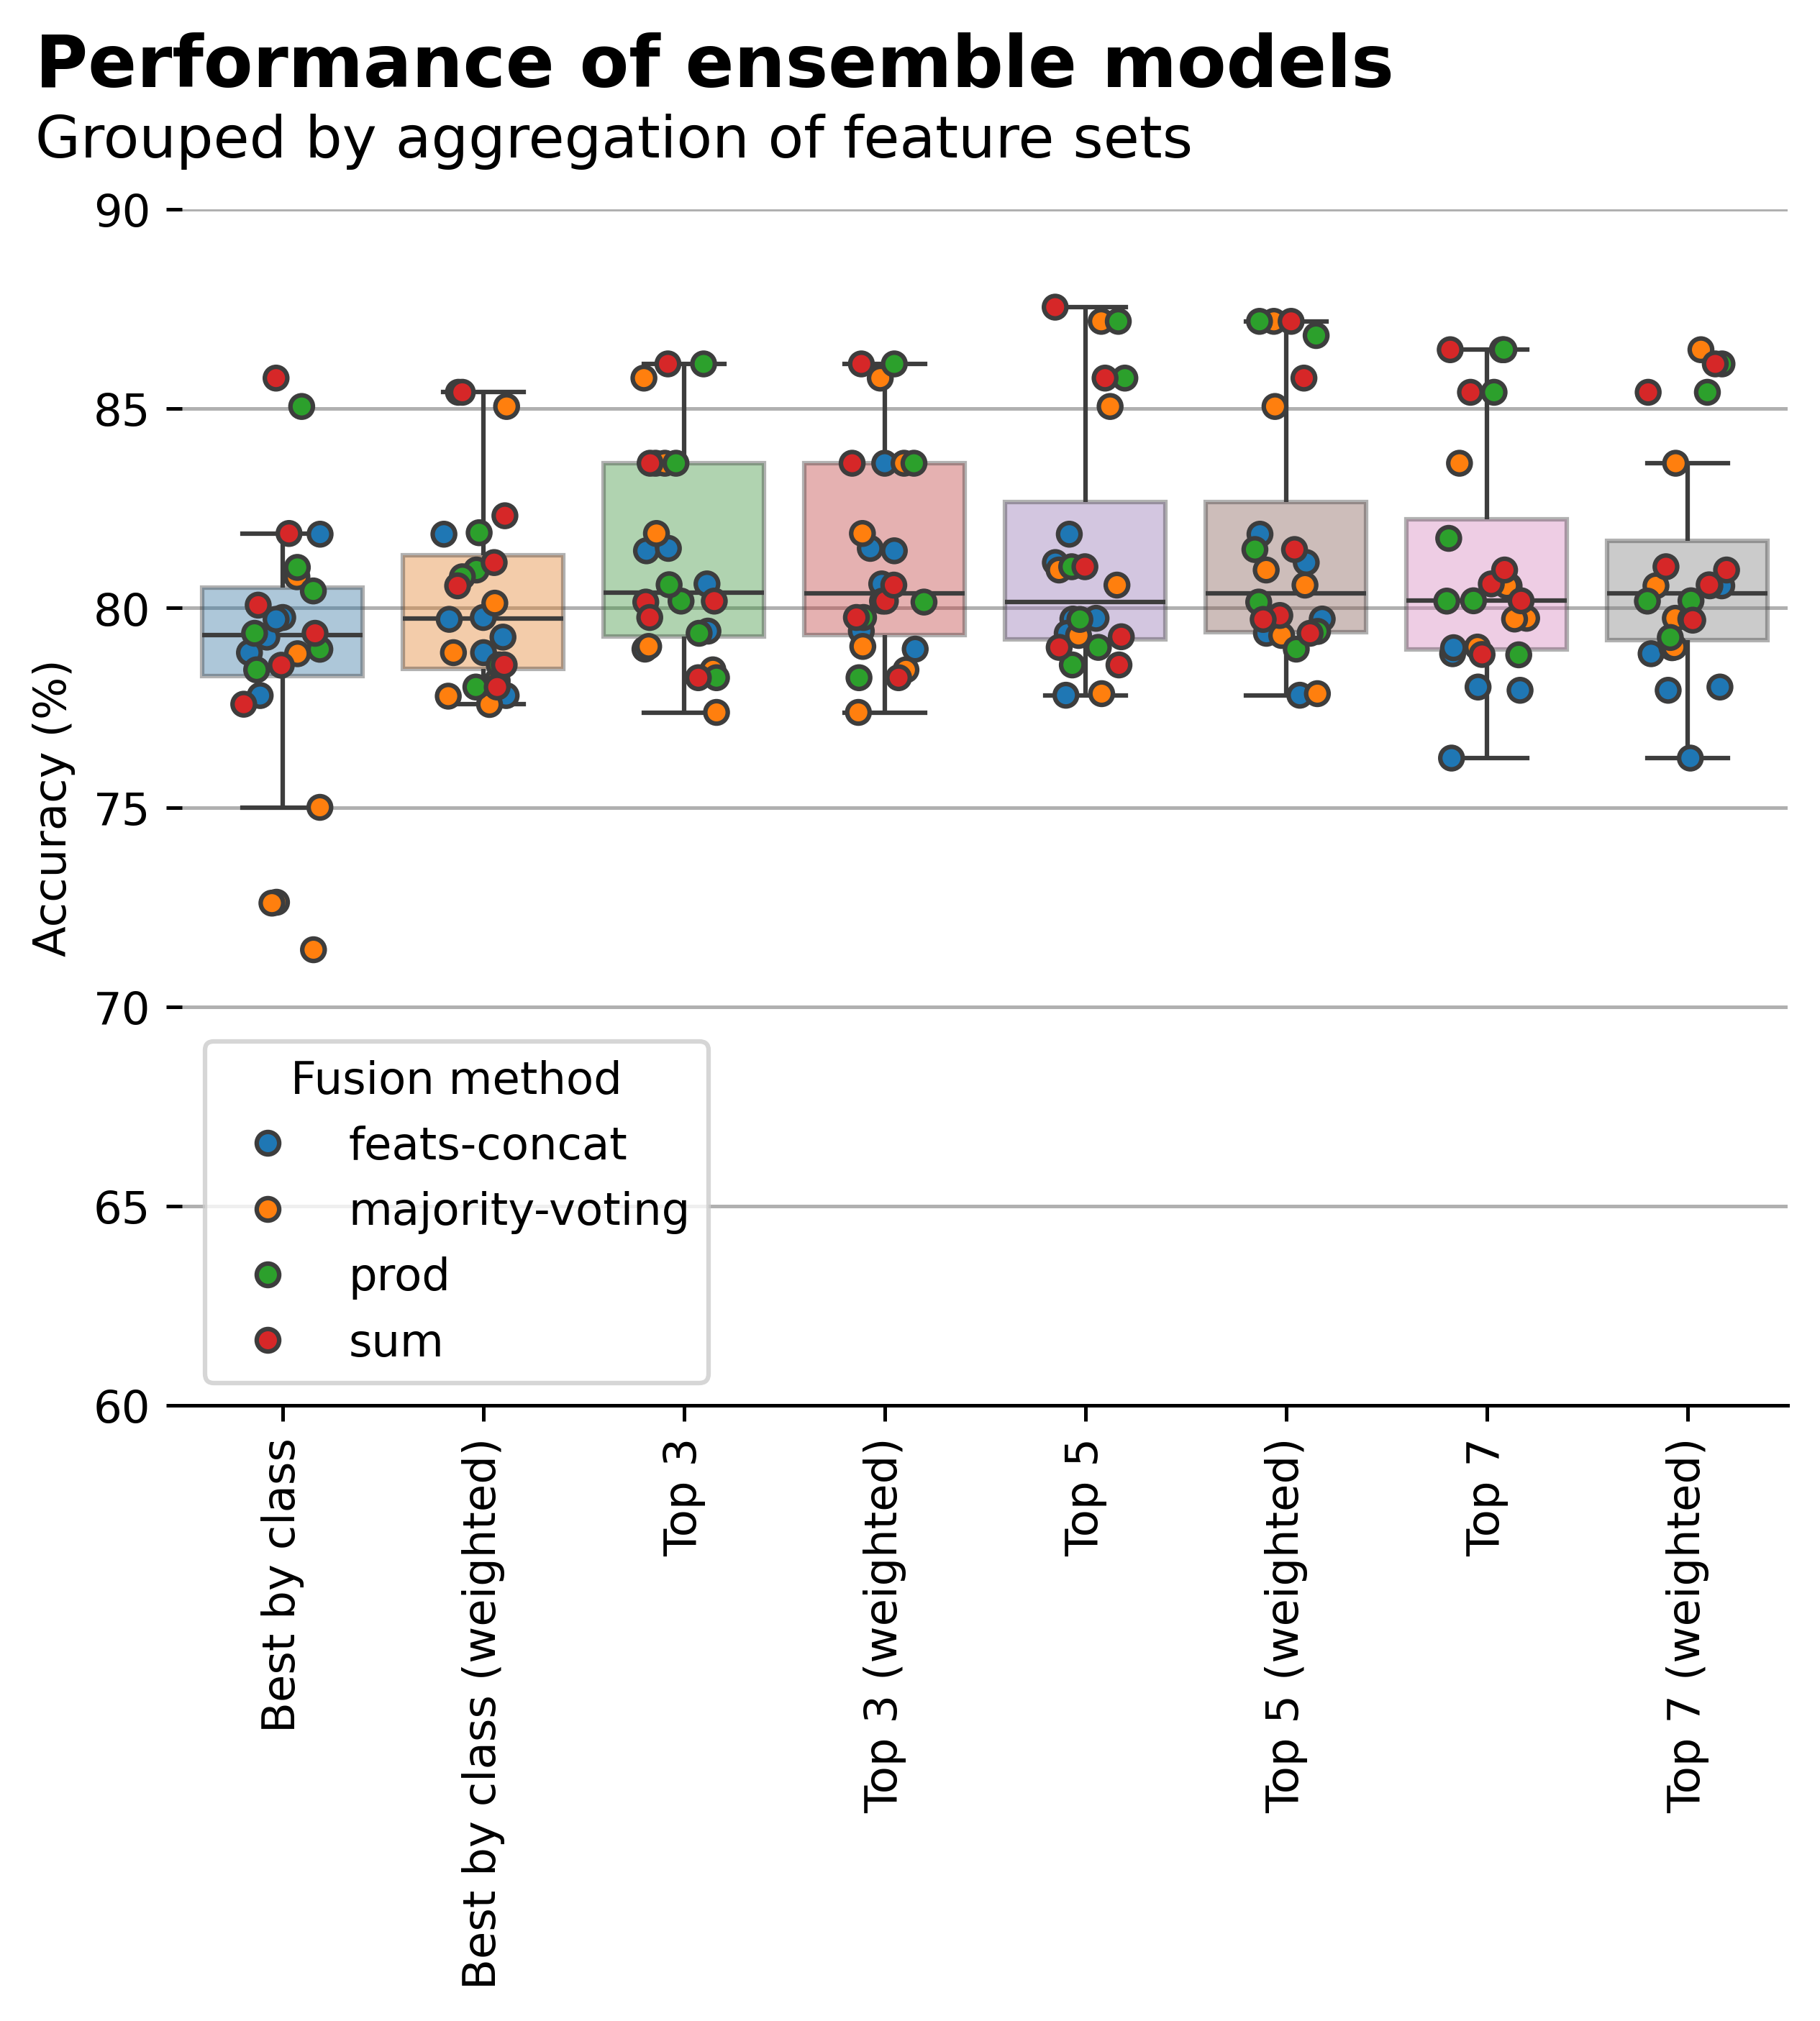 Performance of ensemble models
Grouped by aggregation of feature sets
90
85
80
75
70
65
60
Accuracy (%)
Fusion method
feats-concat
majority-voting
prod
sum
Best by class
Best by class (weighted)
Top 3
Top 3 (weighted)
Top 5
Top 5 (weighted)
Top 7
Top 7 (weighted)